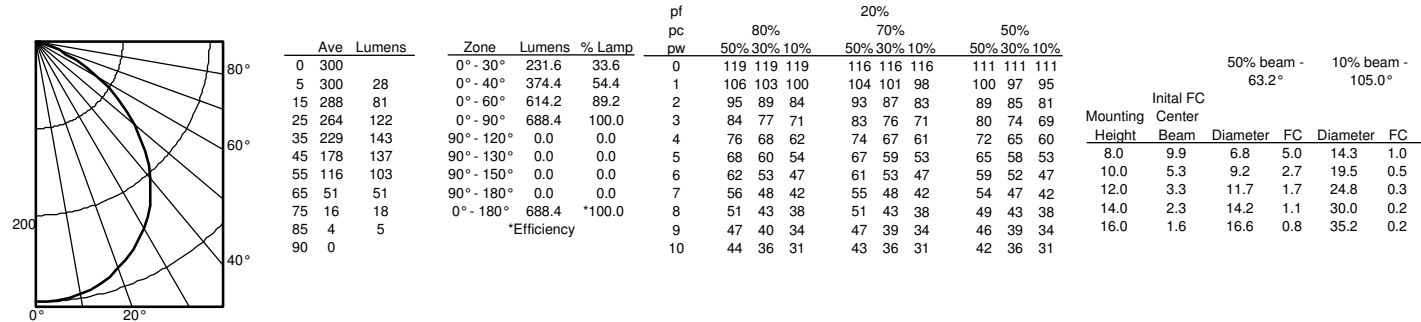 80°
60°
200
40°
0° 20°
Ave Lumens
0 300
5 300 28
15 288 81
25 264 122
35 229 143
45 178 137
55 116 103
65 51 51
75 16 18
85 4 5
90 0
Zone Lumens % Lamp
0° - 30° 231.6 33.6
0° - 40° 374.4 54.4
0° - 60° 614.2 89.2
0° - 90° 688.4 100.0
90° - 120° 0.0 0.0
90° - 130° 0.0 0.0
90° - 150° 0.0 0.0
90° - 180° 0.0 0.0
0° - 180° 688.4 *100.0
*Efficiency
pf 20%
pc 80% 70% 50%
pw 50% 30% 10% 50% 30% 10% 50% 30% 10%
0 119 119 119 116 116 116 111 111 111
1 106 103 100 104 101 98 100 97 95
2 95 89 84 93 87 83 89 85 81
3 84 77 71 83 76 71 80 74 69
4 76 68 62 74 67 61 72 65 60
5 68 60 54 67 59 53 65 58 53
6 62 53 47 61 53 47 59 52 47
7 56 48 42 55 48 42 54 47 42
8 51 43 38 51 43 38 49 43 38
9 47 40 34 47 39 34 46 39 34
10 44 36 31 43 36 31 42 36 31
50% beam - 10% beam -
63.2° 105.0°
Inital FC
Mounting Center
Height Beam Diameter FC Diameter FC
8.0 9.9 6.8 5.0 14.3 1.0
10.0 5.3 9.2 2.7 19.5 0.5
12.0 3.3 11.7 1.7 24.8 0.3
14.0 2.3 14.2 1.1 30.0 0.2
16.0 1.6 16.6 0.8 35.2 0.2